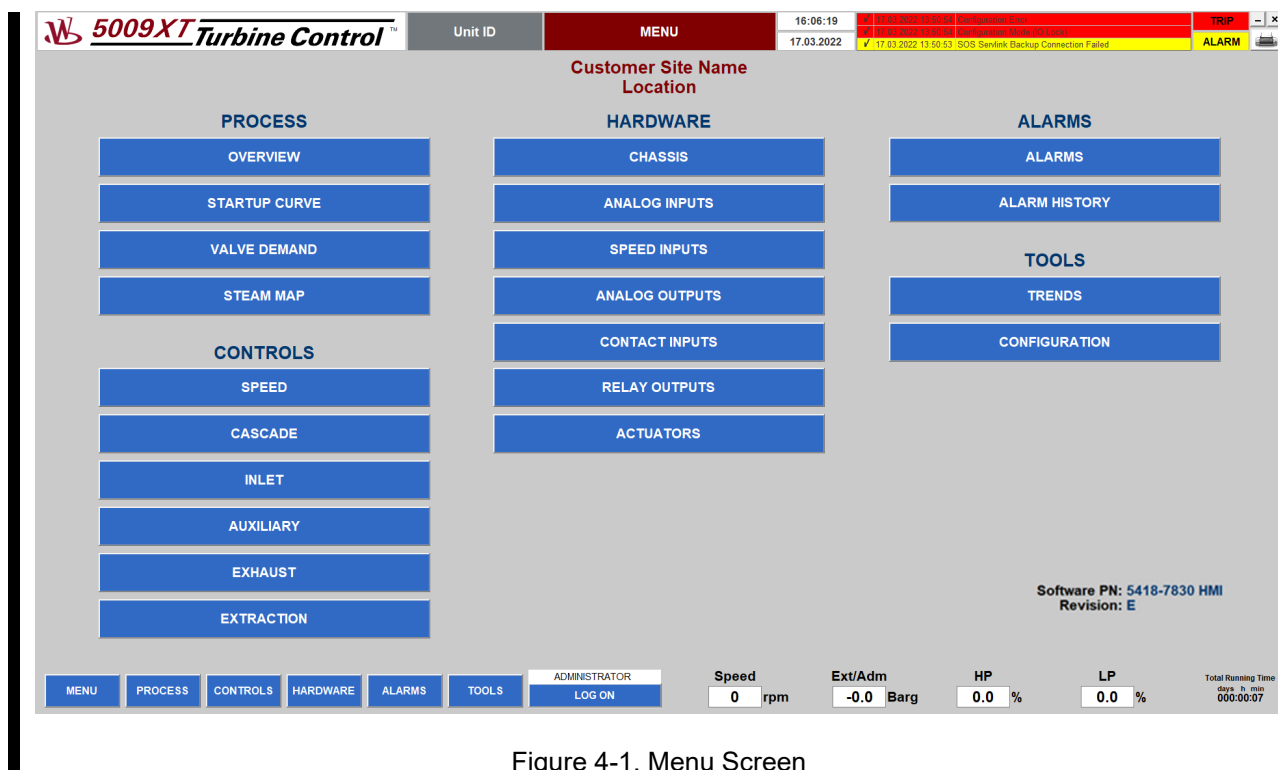 5009XT Turbine Control ™
Unit ID
MENU
16:06:19
17.03.2022
✓ 17.03.2022 13:50:54 Configuration Error
17.03.2022 13:50:54 Configuration Mode (IO Lock)
✓ 17.03.2022 13:50:53 SOS Servlink Backup Connection Failed
TRIP
ALARM
Customer Site Name
Location
PROCESS
OVERVIEW
STARTUP CURVE
VALVE DEMAND
STEAM MAP
CONTROLS
SPEED
CASCADE
INLET
AUXILIARY
EXHAUST
EXTRACTION
HARDWARE
CHASSIS
ANALOG INPUTS
SPEED INPUTS
ANALOG OUTPUTS
CONTACT INPUTS
RELAY OUTPUTS
ACTUATORS
ALARMS
ALARMS
ALARM HISTORY
TOOLS
TRENDS
CONFIGURATION
Software PN: 5418-7830 HMI
Revision: E
MENU
PROCESS
CONTROLS
HARDWARE
ALARMS
TOOLS
ADMINISTRATOR
LOG ON
Speed
0 rpm
Ext/Adm
-0.0 Barg
HP
0.0 %
LP
0.0 %
Total Running Time
days h min
000:00:07
Figure 4-1. Menu Screen